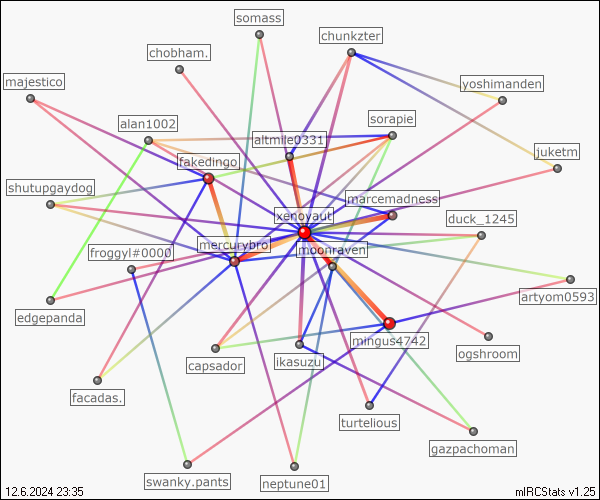 somass
chunkzter
chobham.
majestico
yoshimanden
alan1002
sorapie
altmile0331
juketm
fakedingo
shutupgaydog
marcemadness
xenoyaut
duck_1245
mercurybro
froggyl#0000
moonraven
artyom0593
edgepanda
mingus4742
ogshroom
capsador
ikasuzu
facadas.
turtelious
gazpachoman
swanky.pants
neptune01
12.6.2024 23:35
mIRCStats v1.25